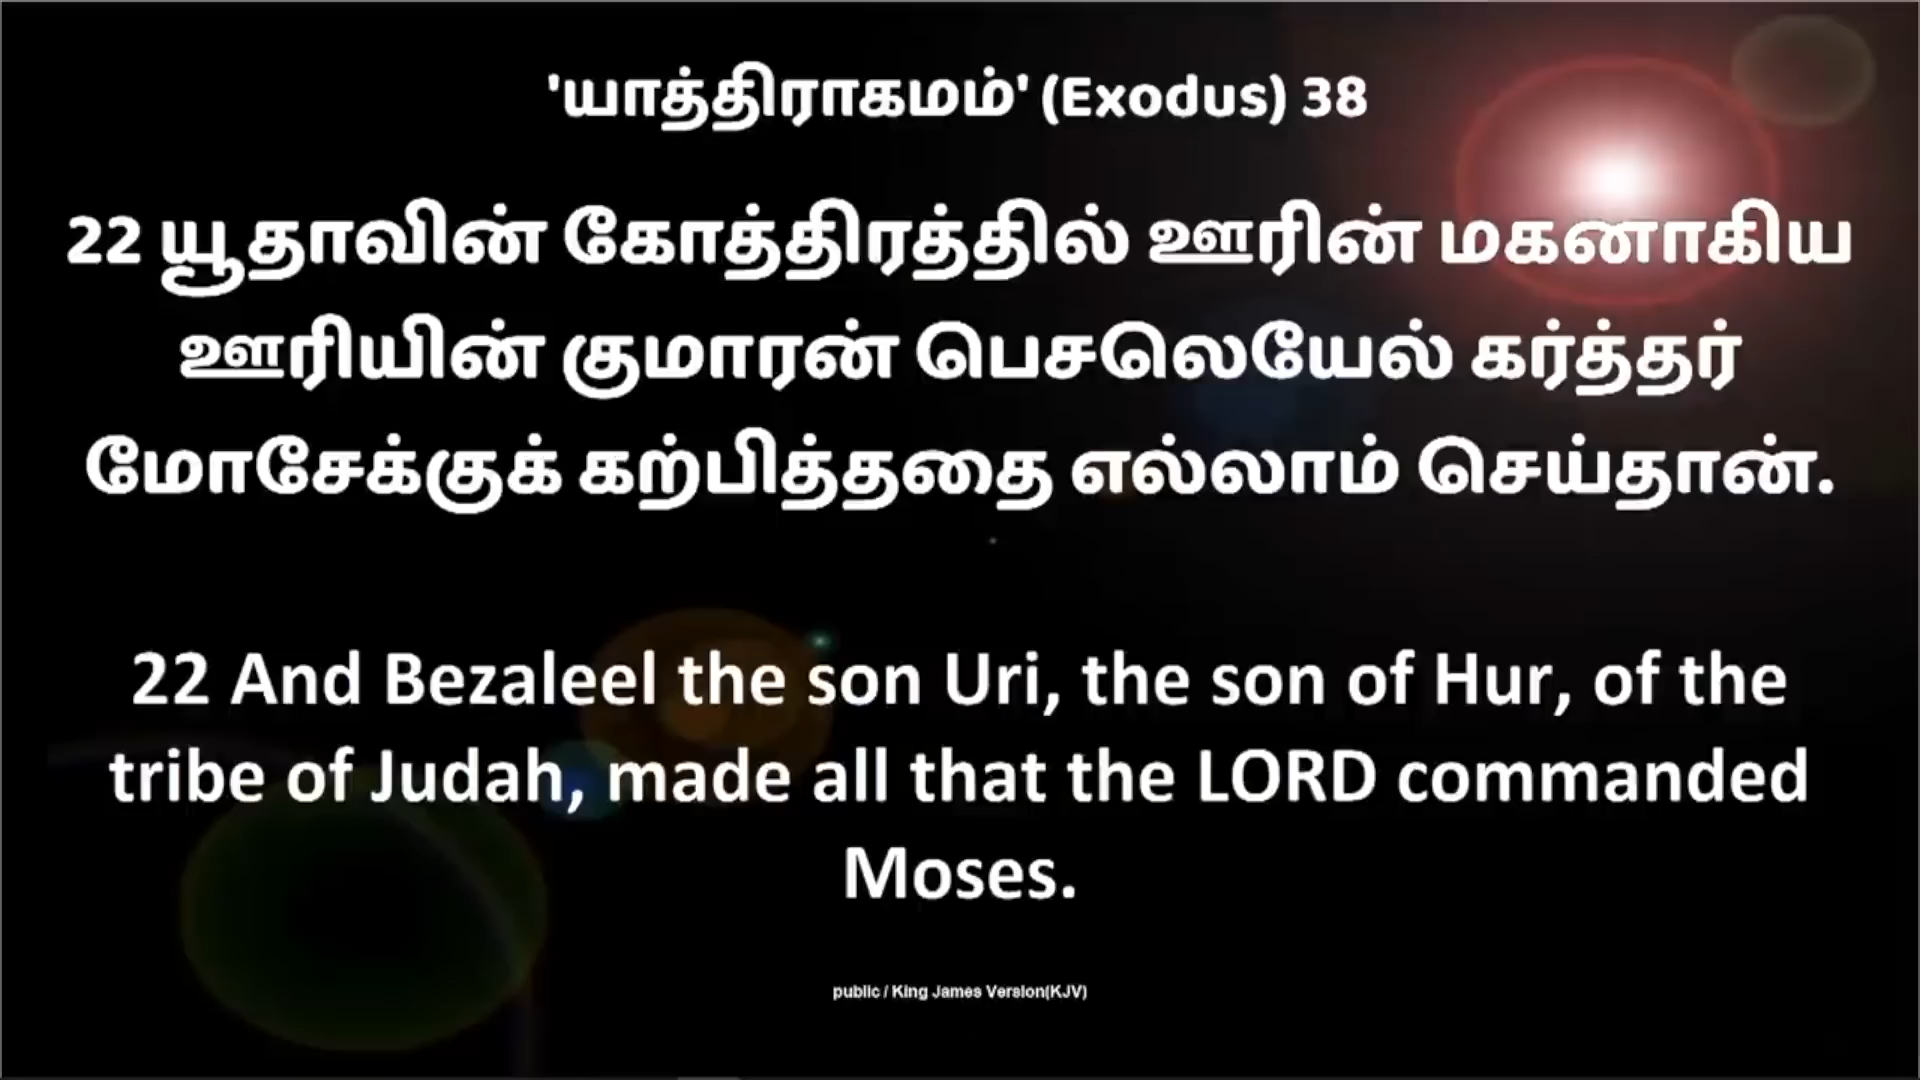 'யாத்திராகமம்' (Exodus) 38
22 யூதாவின் கோத்திரத்தில் ஊரின் மகனாகிய
ஊரியின் குமாரன் பெசலெயேல் கர்த்தர்
மோசேக்குக் கற்பித்ததை எல்லாம் செய்தான்.
22 And Bezaleel the son Uri, the son of Hur, of the
tribe of Judah, made all that the LORD commanded
Moses.
public / King James Version(KJV)